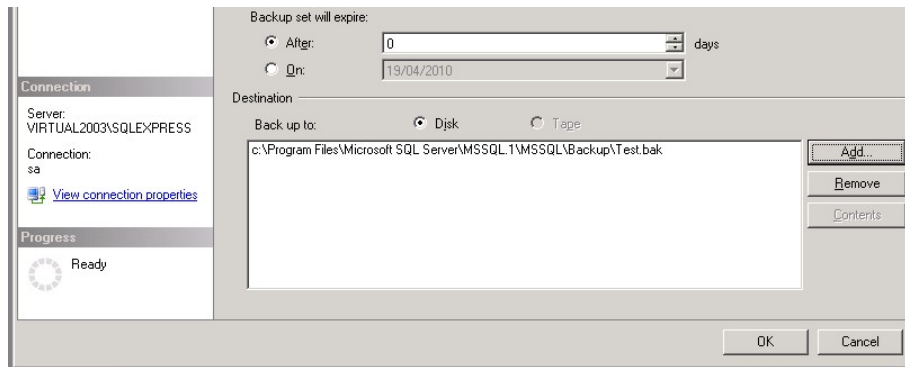 Backup set will expire:
After: 0 days
On: 19/04/2010
Connection
Server:
VIRTUAL2003\SQLEXPRESS
Connection:
sa
View connection properties
Progress
Ready
Destination
Back up to: Disk Tape
c:\Program Files\Microsoft SQL Server\MSSQL.1\MSSQL\Backup\Test.bak
Add...
Remove
Contents
OK Cancel